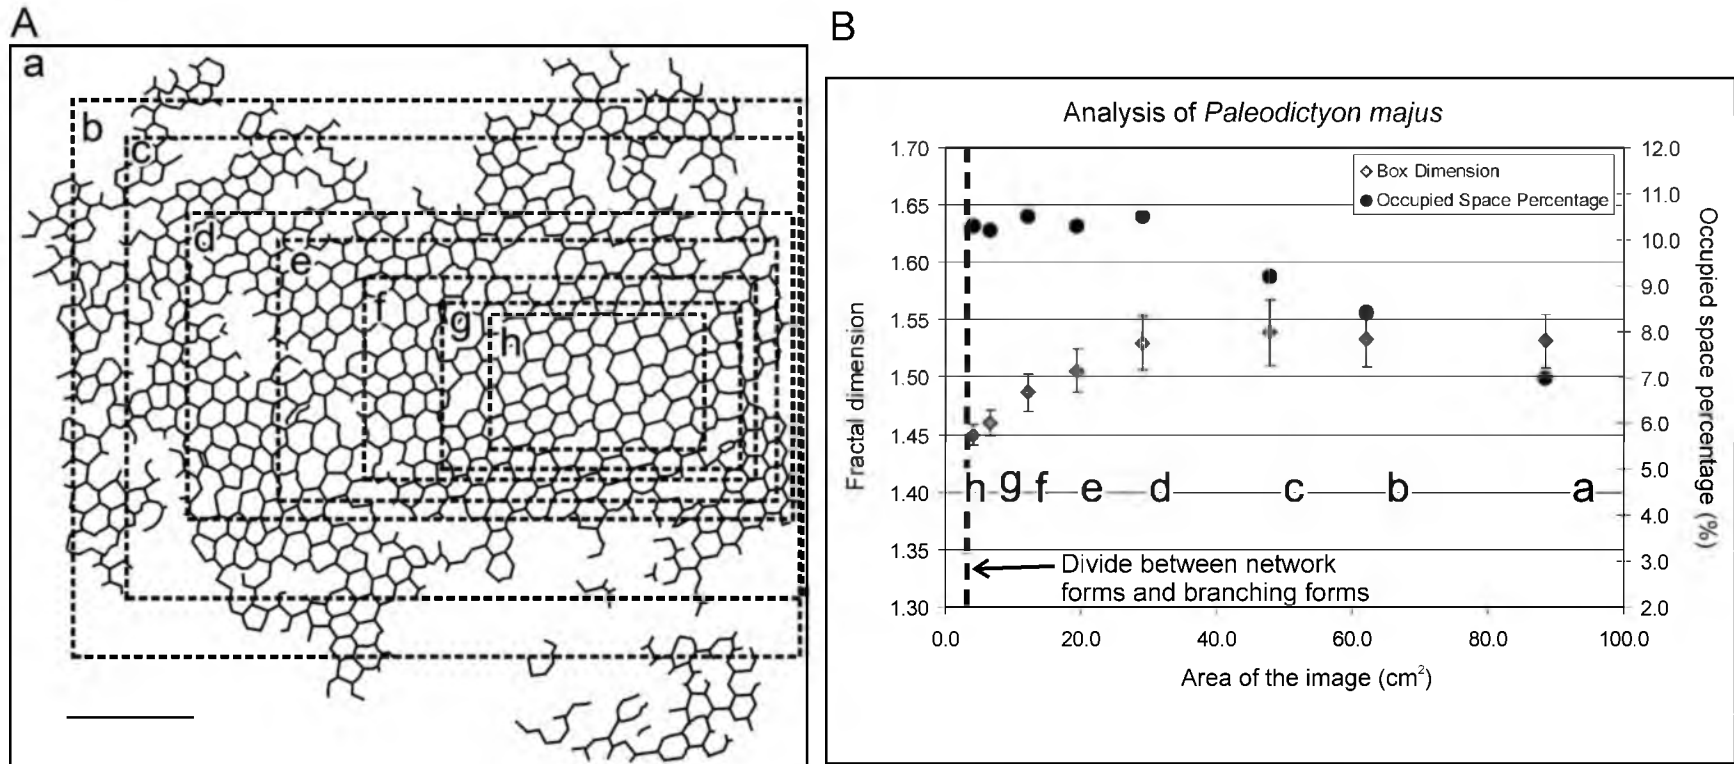 A
a
b
c
d
e
f
g
h
B
Analysis of Paleodictyon majus
Box Dimension
Occupied Space Percentage
Fractal dimension
1.70
1.65
1.60
1.55
1.50
1.45
1.40
1.35
1.30
12.0
11.0
10.0
9.0
8.0
7.0
6.0
5.0
4.0
3.0
2.0
Occupied space percentage (%)
h g f e d c b a
Divide between network
forms and branching forms
0.0 20.0 40.0 60.0 80.0 100.0
Area of the image (cm²)